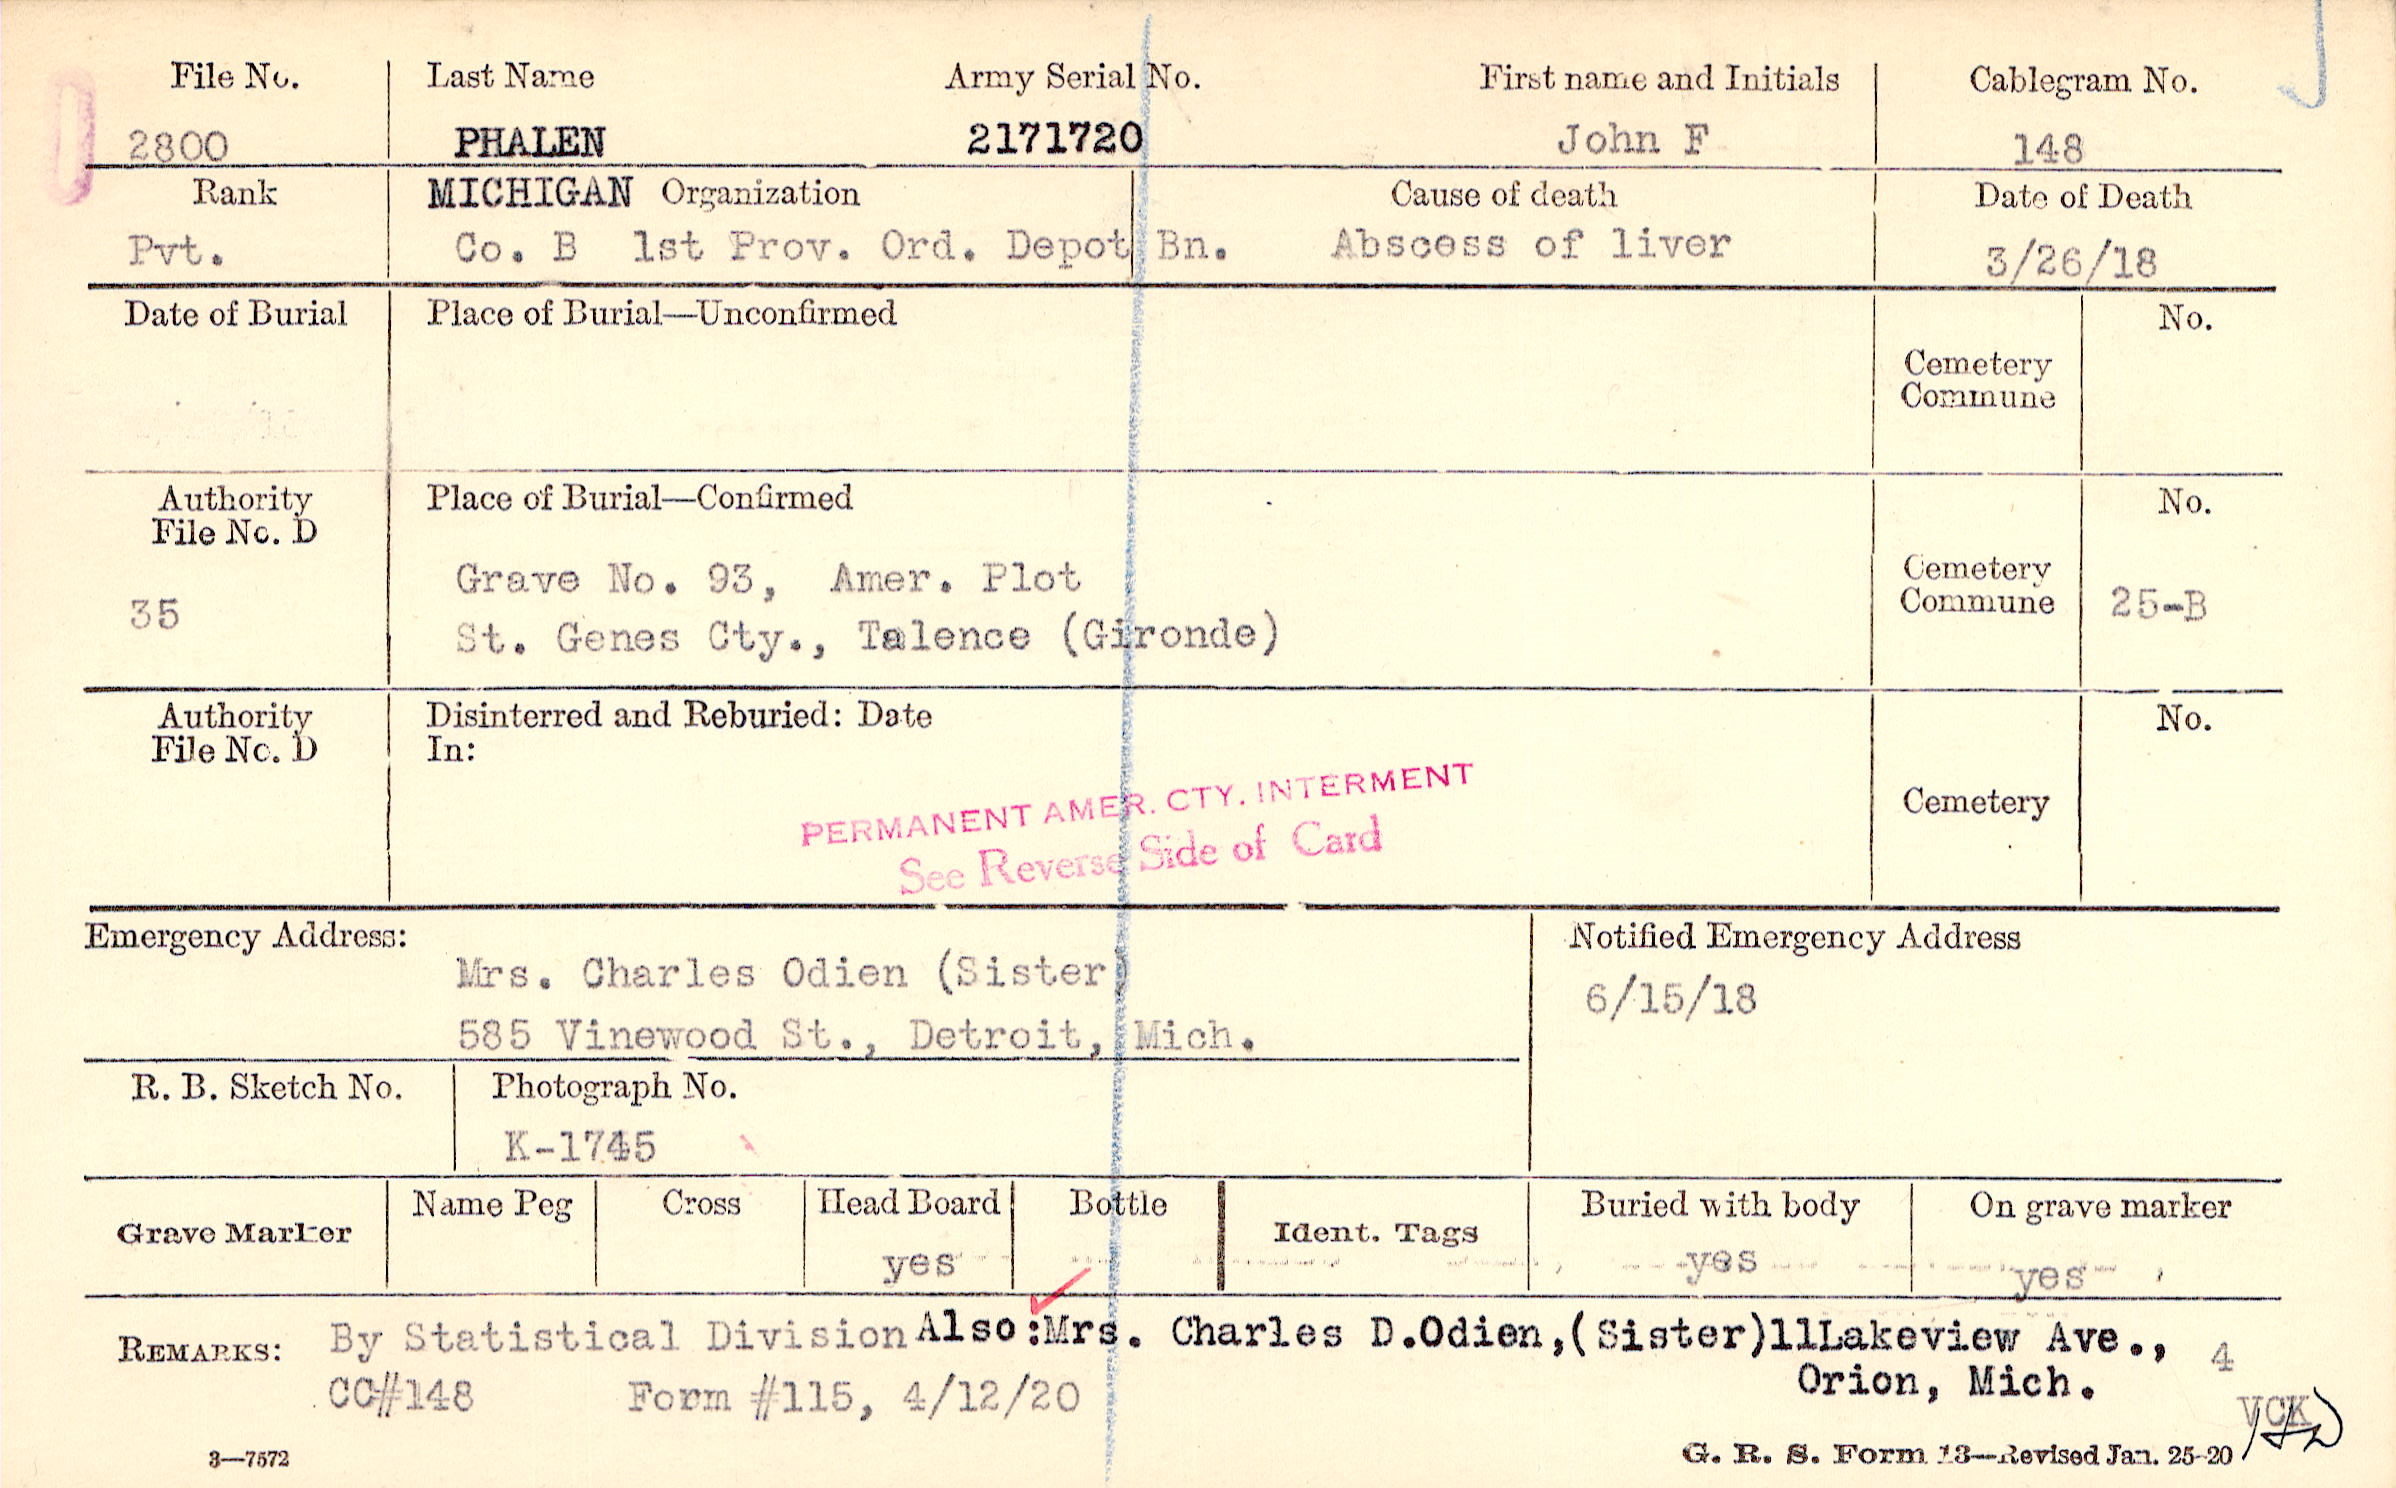 File No. Last Name Army Serial No. First name and Initials Cablegram No.
2800 PHALEN 2171720 John F 148
Rank MICHIGAN Organization Cause of death Date of Death
Pvt. Co. B 1st Prov. Ord. Depot Bn. Abscess of liver 3/26/18
Date of Burial Place of Burial—Unconfirmed No.
Cemetery
Commune
Authority Place of Burial—Confirmed No.
File No. D
Grave No. 93, Amer. Plot Cemetery
35 Commune 25-B
St. Genes Cty., Talence (Gironde)
Authority Disinterred and Reburied: Date No.
File No. D In:
PERMANENT AMER. CTY. INTERMENT
Cemetery
See Reverse Side of Card
Emergency Address: Notified Emergency Address
Mrs. Charles Odien (Sister)
6/15/18
585 Vinewood St., Detroit, Mich.
R. B. Sketch No. Photograph No.
K-1745
Grave Marker Name Peg Cross Head Board Bottle Ident. Tags Buried with body On grave marker
yes yes yes
REMARKS: By Statistical Division Also:Mrs. Charles D.Odien,(Sister)11Lakeview Ave., 4
CC#148 Form #115, 4/12/20 Orion, Mich.
VCK
3—7572 G. R. S. Form 13—Revised Jan. 25-20